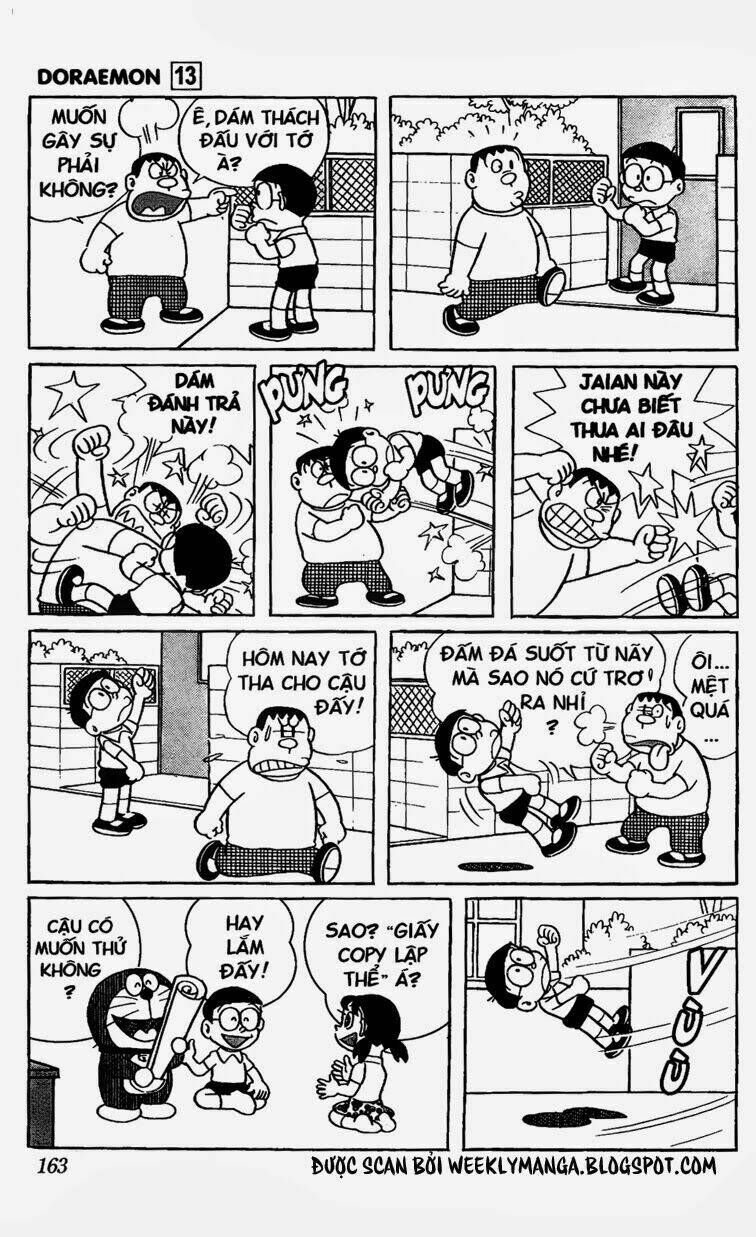 DORAEMON 13
MUỐN
GÂY SỰ
PHẢI
KHÔNG?
Ê, DÁM THÁCH
ĐẤU VỚI TỚ
À?
DÁM
ĐÁNH TRẢ
NÀY!
PƯNG
PƯNG
JAIAN NÀY
CHƯA BIẾT
THUA AI ĐÂU
NHÉ!
HÔM NAY TỚ
THA CHO CẬU
ĐẤY!
ĐẤM ĐÁ SUỐT TỪ NÃY
MÀ SAO NÓ CỨ TRƠ
RA NHỈ
?
ÔI...
MỆT
QUÁ
...
CẬU CÓ
MUỐN THỬ
KHÔNG
?
HAY
LẮM
ĐẤY!
SAO? "GIẤY
COPY LẬP
THỂ" Á?
VÙ
Ù
Ù
163
ĐƯỢC SCAN BỞI WEEKLYMANGA.BLOGSPOT.COM